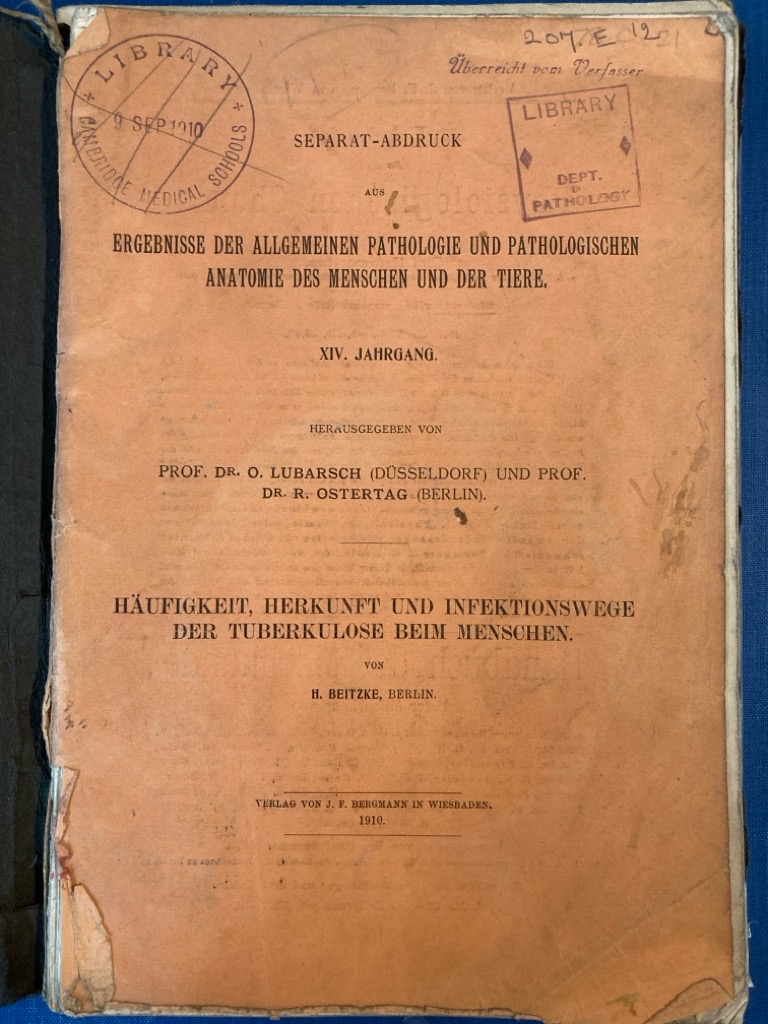 207. E 12
Überreicht vom Verfasser
LIBRARY
9 SEP 1910
CAMBRIDGE MEDICAL SCHOOLS
LIBRARY
DEPT.
PATHOLOGY
SEPARAT-ABDRUCK
AUS
ERGEBNISSE DER ALLGEMEINEN PATHOLOGIE UND PATHOLOGISCHEN
ANATOMIE DES MENSCHEN UND DER TIERE.
XIV. JAHRGANG.
HERAUSGEGEBEN VON
PROF. DR. O. LUBARSCH (DÜSSELDORF) UND PROF.
DR. R. OSTERTAG (BERLIN).
HÄUFIGKEIT, HERKUNFT UND INFEKTIONSWEGE
DER TUBERKULOSE BEIM MENSCHEN.
VON
H. BEITZKE, BERLIN.
VERLAG VON J. F. BERGMANN IN WIESBADEN.
1910.